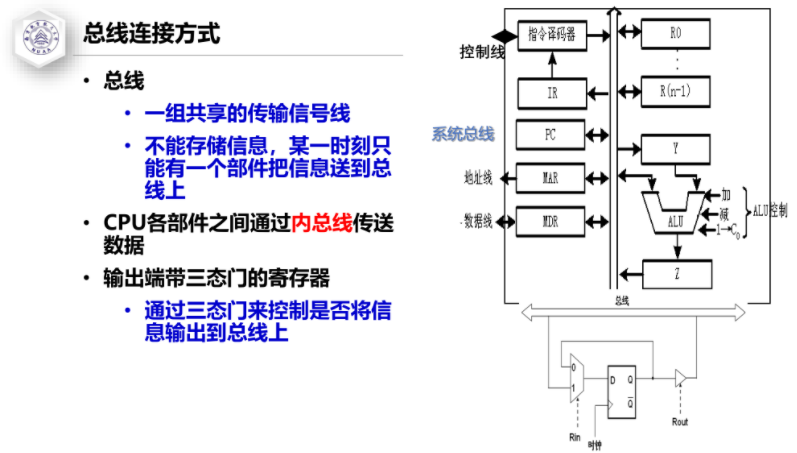 总线连接方式
• 总线
• 一组共享的传输信号线
• 不能存储信息，某一时刻只
能有一个部件把信息送到总
线上
• CPU各部件之间通过内总线传送
数据
• 输出端带三态门的寄存器
• 通过三态门来控制是否将信
息输出到总线上
控制线
系统总线
地址线
·数据线
指令译码器
IR
PC
MAR
MDR
R0
⋮
R(n-1)
Y
ALU
Z
加
减
1→C₀
ALU控制
总线
0
1
D
Q
Q̅
Rin
时钟
Rout